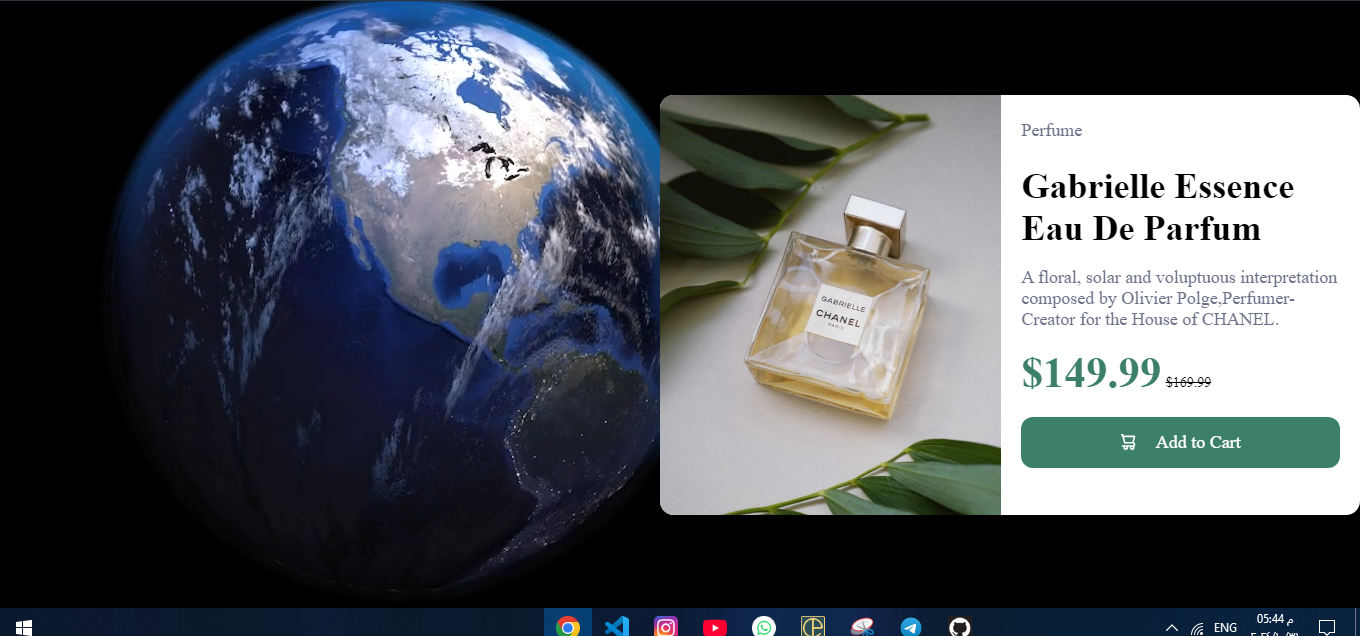 Perfume
Gabrielle Essence
Eau De Parfum
A floral, solar and voluptuous interpretation
composed by Olivier Polge,Perfumer-
Creator for the House of CHANEL.
$149.99 $169.99
Add to Cart
GABRIELLE
CHANEL
PARIS
ENG
05:44 م